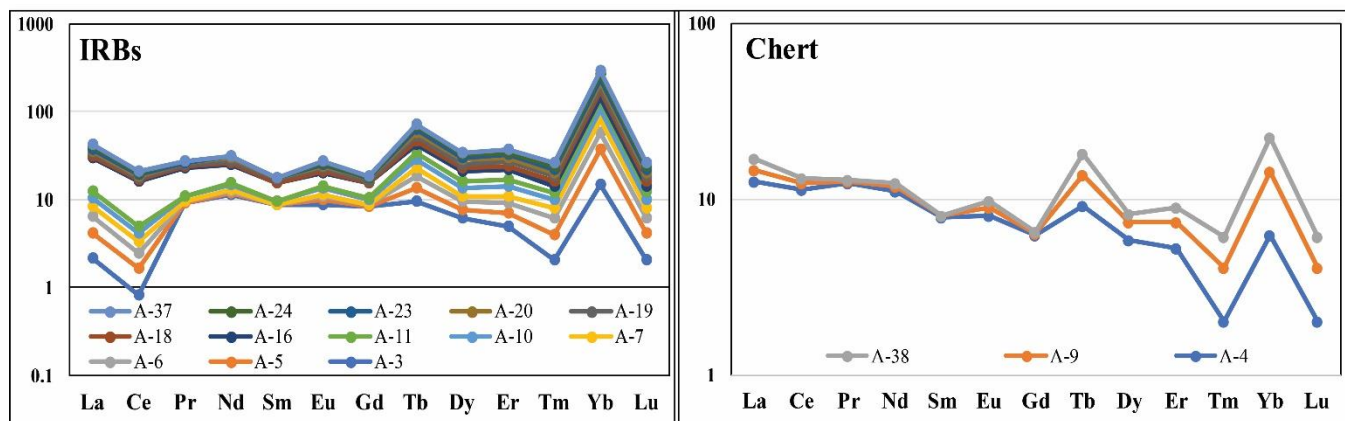 1000
IRBs
100
10
1
A-37 A-24 A-23 A-20 A-19
A-18 A-16 A-11 A-10 A-7
A-6 A-5 A-3
0.1
La Ce Pr Nd Sm Eu Gd Tb Dy Er Tm Yb Lu
100
Chert
10
A-38 A-9 A-4
1
La Ce Pr Nd Sm Eu Gd Tb Dy Er Tm Yb Lu